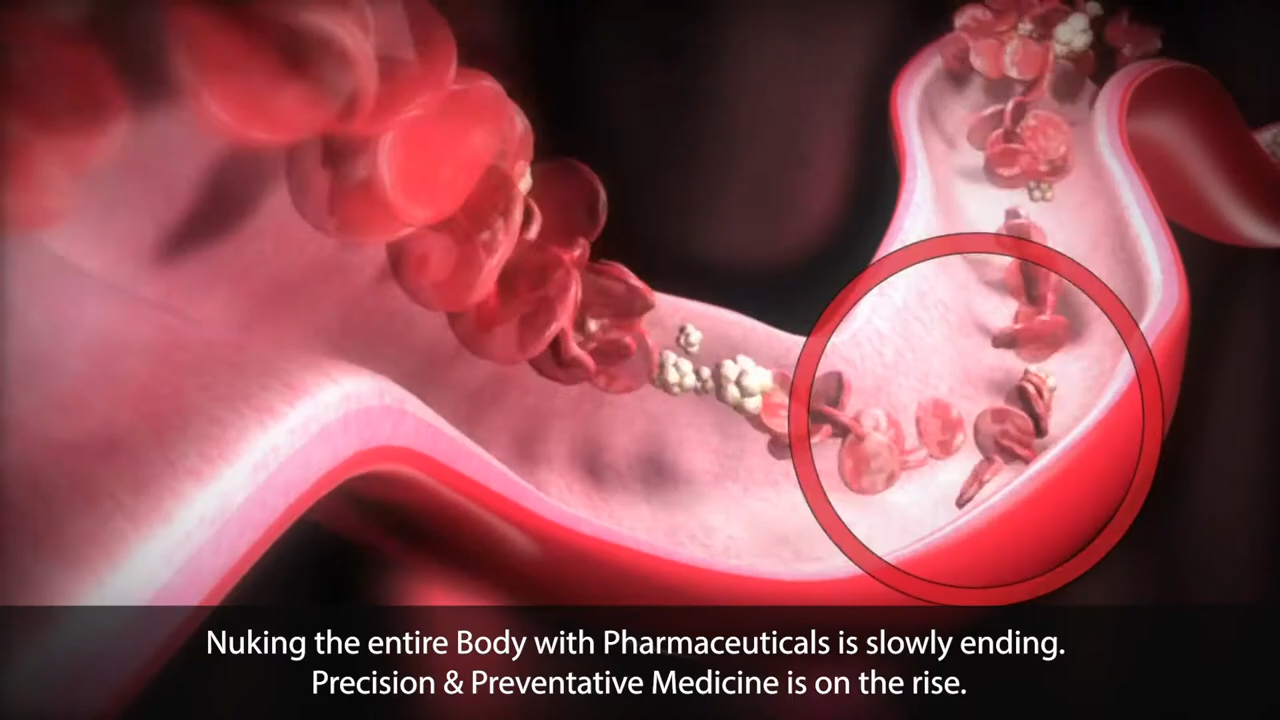 Nuking the entire Body with Pharmaceuticals is slowly ending.
Precision & Preventative Medicine is on the rise.